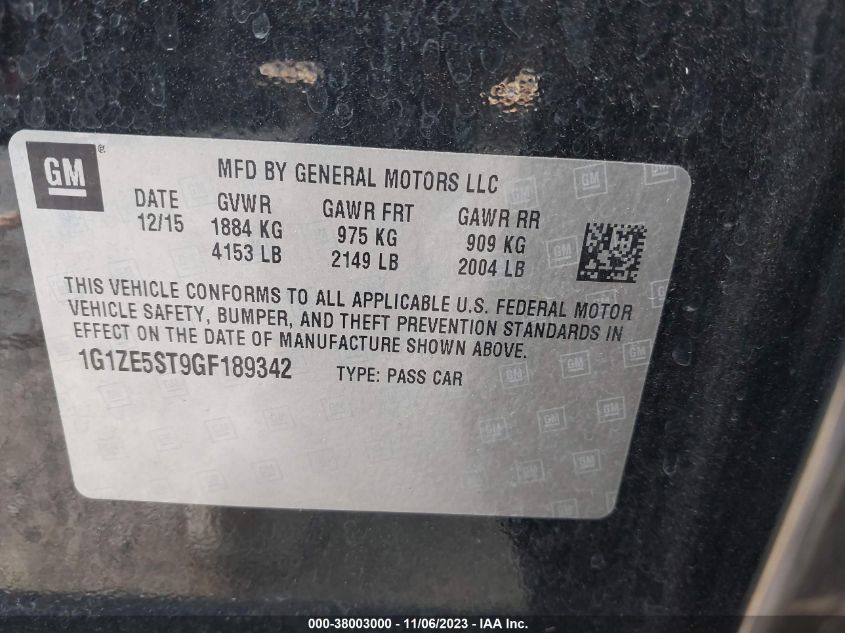 GM ®
MFD BY GENERAL MOTORS LLC
DATE GVWR GAWR FRT GAWR RR
12/15 1884 KG 975 KG 909 KG
4153 LB 2149 LB 2004 LB
THIS VEHICLE CONFORMS TO ALL APPLICABLE U.S. FEDERAL MOTOR
VEHICLE SAFETY, BUMPER, AND THEFT PREVENTION STANDARDS IN
EFFECT ON THE DATE OF MANUFACTURE SHOWN ABOVE.
1G1ZE5ST9GF189342 TYPE: PASS CAR
000-38003000 - 11/06/2023 - IAA Inc.